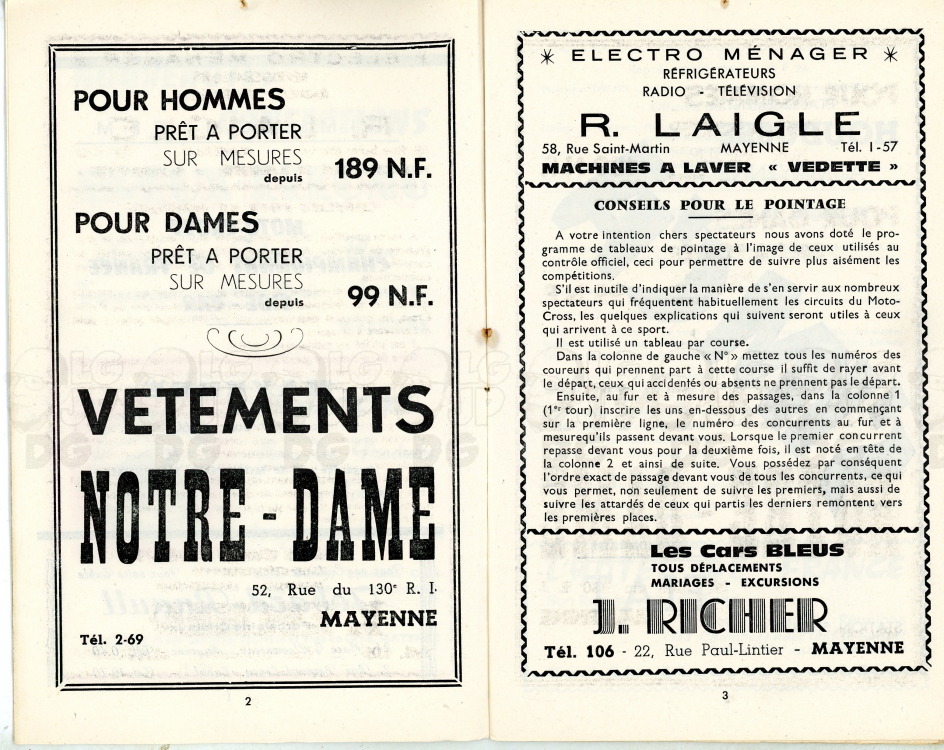 POUR HOMMES
PRÊT A PORTER
SUR MESURES
depuis 189 N.F.
POUR DAMES
PRÊT A PORTER
SUR MESURES
depuis 99 N.F.
VETEMENTS
NOTRE-DAME
52, Rue du 130e R. I.
MAYENNE
Tél. 2-69
2
* ELECTRO MÉNAGER *
RÉFRIGÉRATEURS
RADIO - TÉLÉVISION
R. LAIGLE
58, Rue Saint-Martin MAYENNE Tél. 1-57
MACHINES A LAVER « VEDETTE »
CONSEILS POUR LE POINTAGE
A votre intention chers spectateurs nous avons doté le pro-
gramme de tableaux de pointage à l'image de ceux utilisés au
contrôle officiel, ceci pour permettre de suivre plus aisément les
compétitions.
S'il est inutile d'indiquer la manière de s'en servir aux nombreux
spectateurs qui fréquentent habituellement les circuits du Moto-
Cross, les quelques explications qui suivent seront utiles à ceux
qui arrivent à ce sport.
Il est utilisé un tableau par course.
Dans la colonne de gauche « N° » mettez tous les numéros des
coureurs qui prennent part à cette course il suffit de rayer avant
le départ, ceux qui accidentés ou absents ne prennent pas le départ.
Ensuite, au fur et à mesure des passages, dans la colonne 1
(1er tour) inscrire les uns en-dessous des autres en commençant
sur la première ligne, le numéro des concurrents au fur et à
mesurequ'ils passent devant vous. Lorsque le premier concurrent
repasse devant vous pour la deuxième fois, il est noté en tête de
la colonne 2 et ainsi de suite. Vous possédez par conséquent
l'ordre exact de passage devant vous de tous les concurrents, ce qui
vous permet, non seulement de suivre les premiers, mais aussi de
suivre les attardés de ceux qui partis les derniers remontent vers
les premières places.
Les Cars BLEUS
TOUS DÉPLACEMENTS
MARIAGES - EXCURSIONS
J. RICHER
Tél. 106 - 22, Rue Paul-Lintier - MAYENNE
3